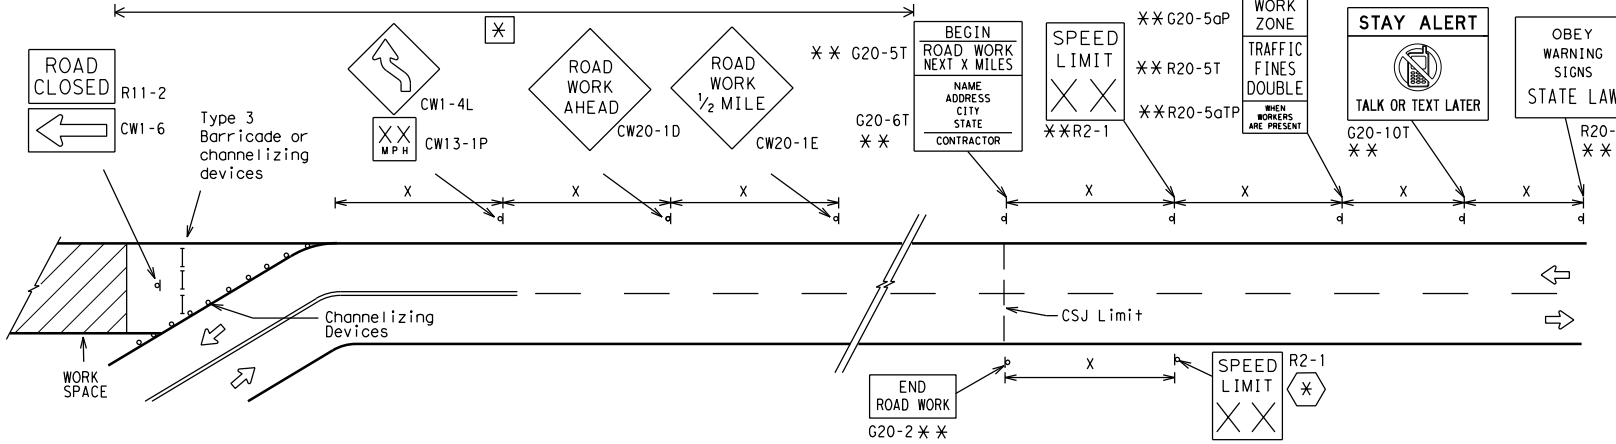 ROAD
CLOSED
R11-2
CW1-6
Type 3
Barricade or
channelizing
devices
CW1-4L
XX
MPH
CW13-1P
*
ROAD
WORK
AHEAD
CW20-1D
ROAD
WORK
1/2 MILE
CW20-1E
** G20-5T
G20-6T
**
BEGIN
ROAD WORK
NEXT X MILES
NAME
ADDRESS
CITY
STATE
CONTRACTOR
SPEED
LIMIT
XX
**R2-1
**G20-5aP
**R20-5T
**R20-5aTP
WORK
ZONE
TRAFFIC
FINES
DOUBLE
WHEN
WORKERS
ARE PRESENT
STAY ALERT
TALK OR TEXT LATER
G20-10T
**
OBEY
WARNING
SIGNS
STATE LAW
R20-
**
X
X
X
X
X
X
X
Channelizing
Devices
WORK
SPACE
CSJ Limit
X
END
ROAD WORK
G20-2**
SPEED
LIMIT
XX
R2-1
*